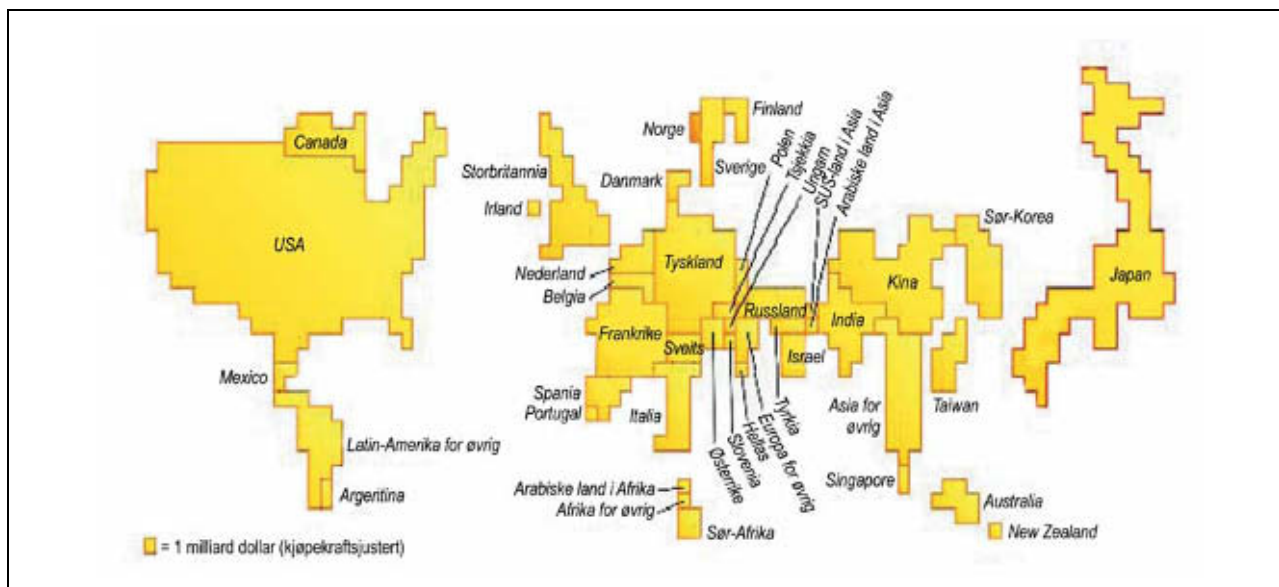 Canada
USA
Mexico
Latin-Amerika for øvrig
Argentina
Storbritannia
Irland
Nederland
Belgia
Norge
Finland
Sverige
Danmark
Tyskland
Polen
Tsjekkia
Ungarn
SUS-land i Asia
Arabiske land i Asia
Frankrike
Sveits
Russland
Israel
India
Kina
Sør-Korea
Japan
Spania
Portugal
Italia
Østerrike
Slovenia
Hellas
Europa for øvrig
Tyrkia
Asia for
øvrig
Taiwan
Singapore
Arabiske land i Afrika
Afrika for øvrig
Sør-Afrika
Australia
New Zealand
= 1 milliard dollar (kjøpekraftsjustert)